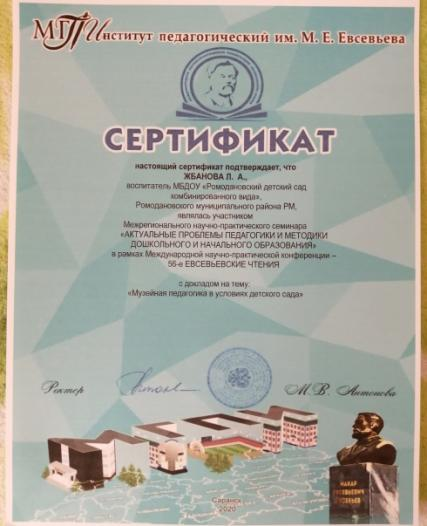 МГПИнститут педагогический им. М. Е. Евсевьева
СЕРТИФИКАТ
настоящий сертификат подтверждает, что
ЖБАНОВА Л. А.,
воспитатель МБДОУ «Ромодановский детский сад
комбинированного вида»,
Ромодановского муниципального района РМ,
являлась участником
Межрегионального научно-практического семинара
«АКТУАЛЬНЫЕ ПРОБЛЕМЫ ПЕДАГОГИКИ И МЕТОДИКИ
ДОШКОЛЬНОГО И НАЧАЛЬНОГО ОБРАЗОВАНИЯ»
в рамках Международной научно-практической конференции –
56-е ЕВСЕВЬЕВСКИЕ ЧТЕНИЯ
с докладом на тему:
«Музейная педагогика в условиях детского сада»
Ректор М. В. Антонова
МАКАР
ЕВСЕВЬЕВИЧ
ЕВСЕВЬЕВ
Саранск
2020